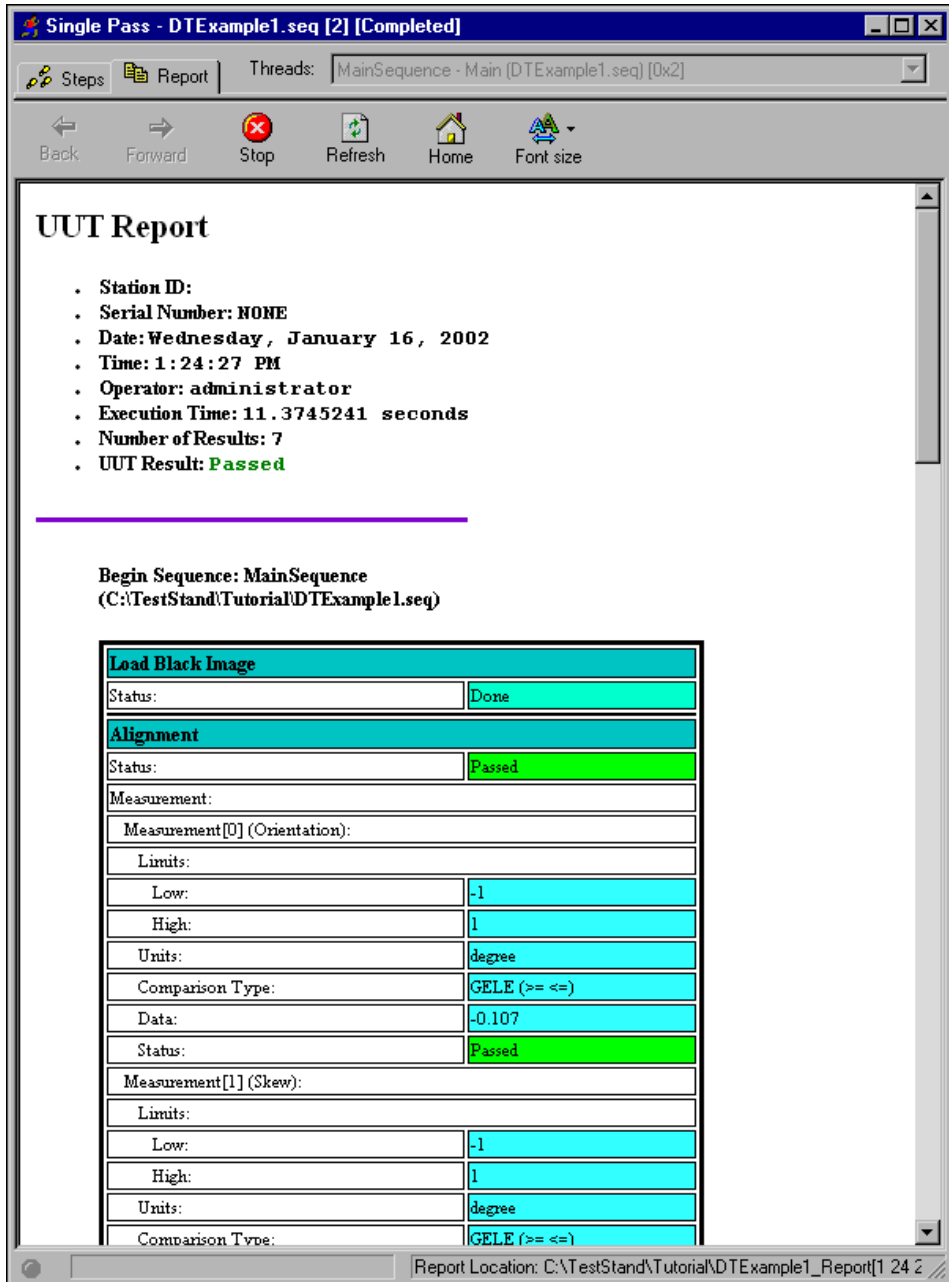 Single Pass - DTExample1.seq [2] [Completed]
Steps Report Threads: MainSequence - Main (DTExample1.seq) [0x2]
Back Forward Stop Refresh Home Font size
UUT Report
Station ID:
Serial Number: NONE
Date: Wednesday, January 16, 2002
Time: 1:24:27 PM
Operator: administrator
Execution Time: 11.3745241 seconds
Number of Results: 7
UUT Result: Passed
Begin Sequence: MainSequence
(C:\TestStand\Tutorial\DTExample1.seq)
Load Black Image
Status: Done
Alignment
Status: Passed
Measurement:
Measurement[0] (Orientation):
Limits:
Low: -1
High: 1
Units: degree
Comparison Type: GELE (>= <=)
Data: -0.107
Status: Passed
Measurement[1] (Skew):
Limits:
Low: -1
High: 1
Units: degree
Comparison Type: GELE (>= <=)
Report Location: C:\TestStand\Tutorial\DTExample1_Report[1 24 2